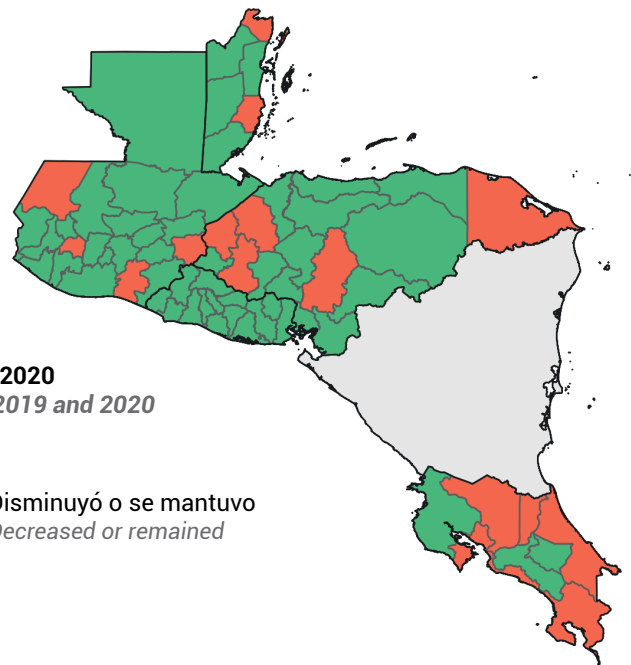 2020
2019 and 2020
Disminuyó o se mantuvo
Decreased or remained